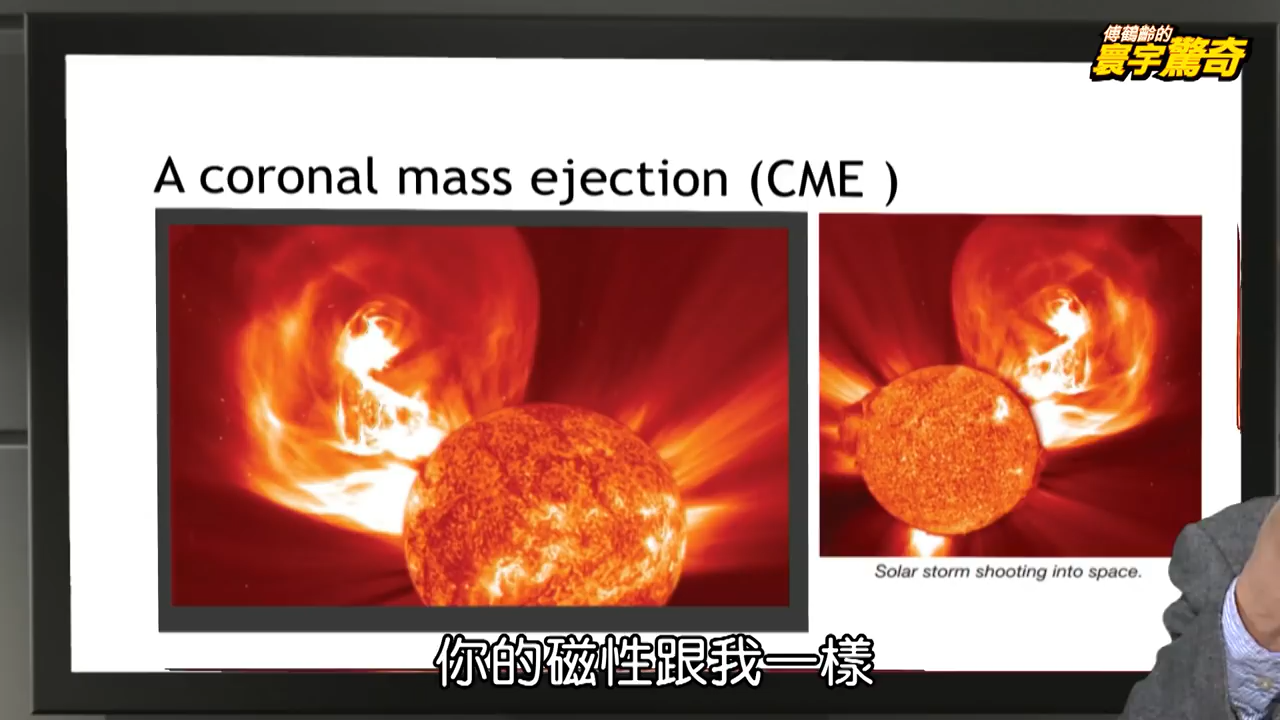 傅鶴齡的
寰宇驚奇
A coronal mass ejection (CME )
Solar storm shooting into space.
你的磁性跟我一樣